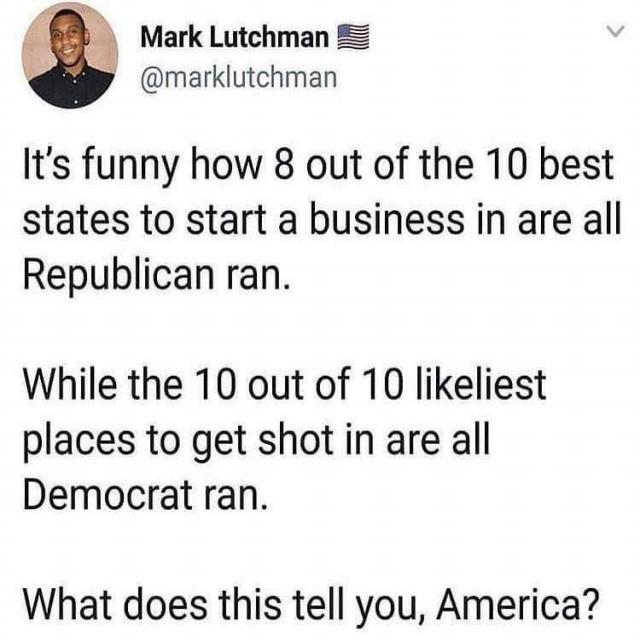 Mark Lutchman 🇺🇸
@marklutchman
It's funny how 8 out of the 10 best
states to start a business in are all
Republican ran.
While the 10 out of 10 likeliest
places to get shot in are all
Democrat ran.
What does this tell you, America?